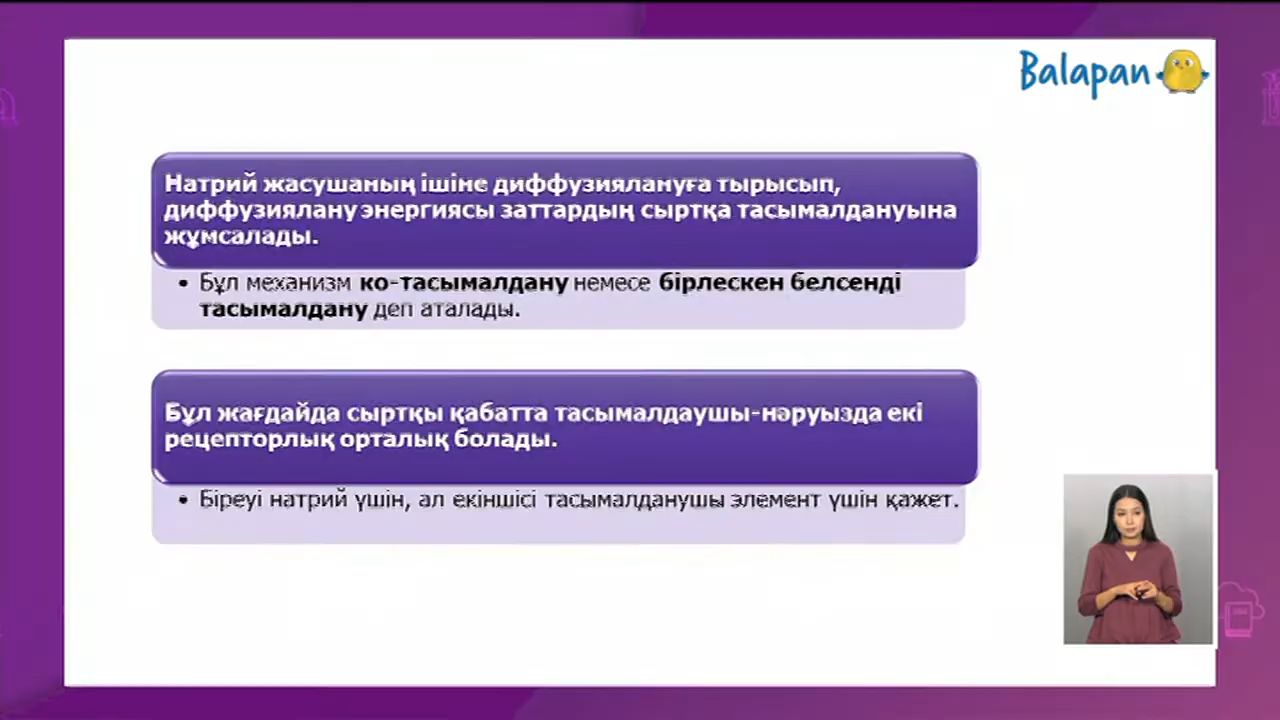 Balapan
Натрий жасушаның ішіне диффузиялануға тырысып,
диффузиялану энергиясы заттардың сыртқа тасымалдануына
жұмсалады.
• Бұл механизм ко-тасымалдану немесе бірлескен белсенді
тасымалдану деп аталады.
Бұл жағдайда сыртқы қабатта тасымалдаушы-нәруызда екі
рецепторлық орталық болады.
• Біреуі натрий үшін, ал екіншісі тасымалданушы элемент үшін қажет.